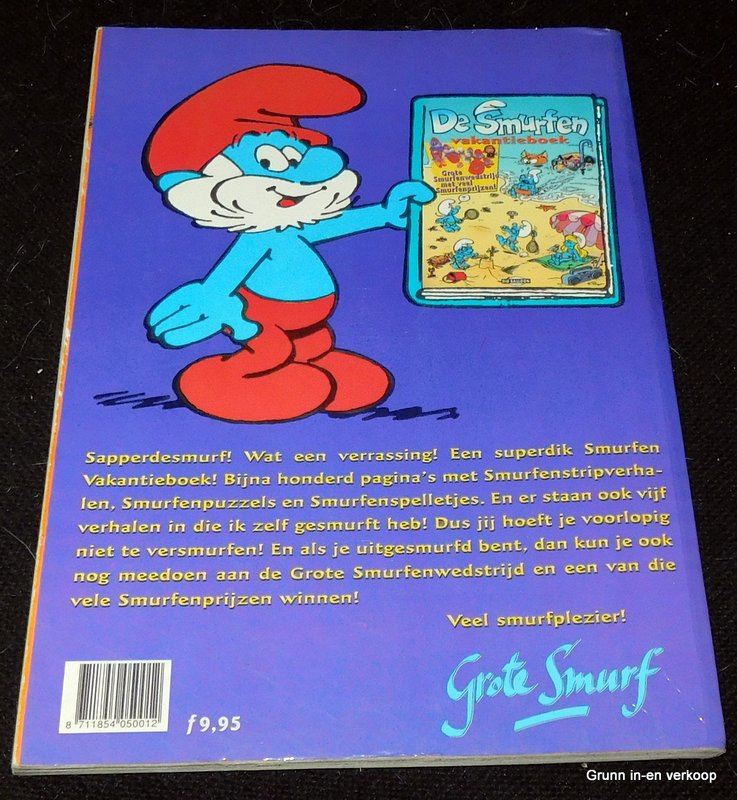 De Smurfen
vakantieboek
Grote
Smurfenwedstrijd
met veel
Smurfenprijzen!
Sapperdesmurf! Wat een verrassing! Een superdik Smurfen
Vakantieboek! Bijna honderd pagina's met Smurfenstripverha-
len, Smurfenpuzzels en Smurfenspelletjes. En er staan ook vijf
verhalen in die ik zelf gesmurft heb! Dus jij hoeft je voorlopig
niet te versmurfen! En als je uitgesmurfd bent, dan kun je ook
nog meedoen aan de Grote Smurfenwedstrijd en een van die
vele Smurfenprijzen winnen!
Veel smurfplezier!
Grote Smurf
8 711854 050012
ƒ 9,95
Grunn in-en verkoop